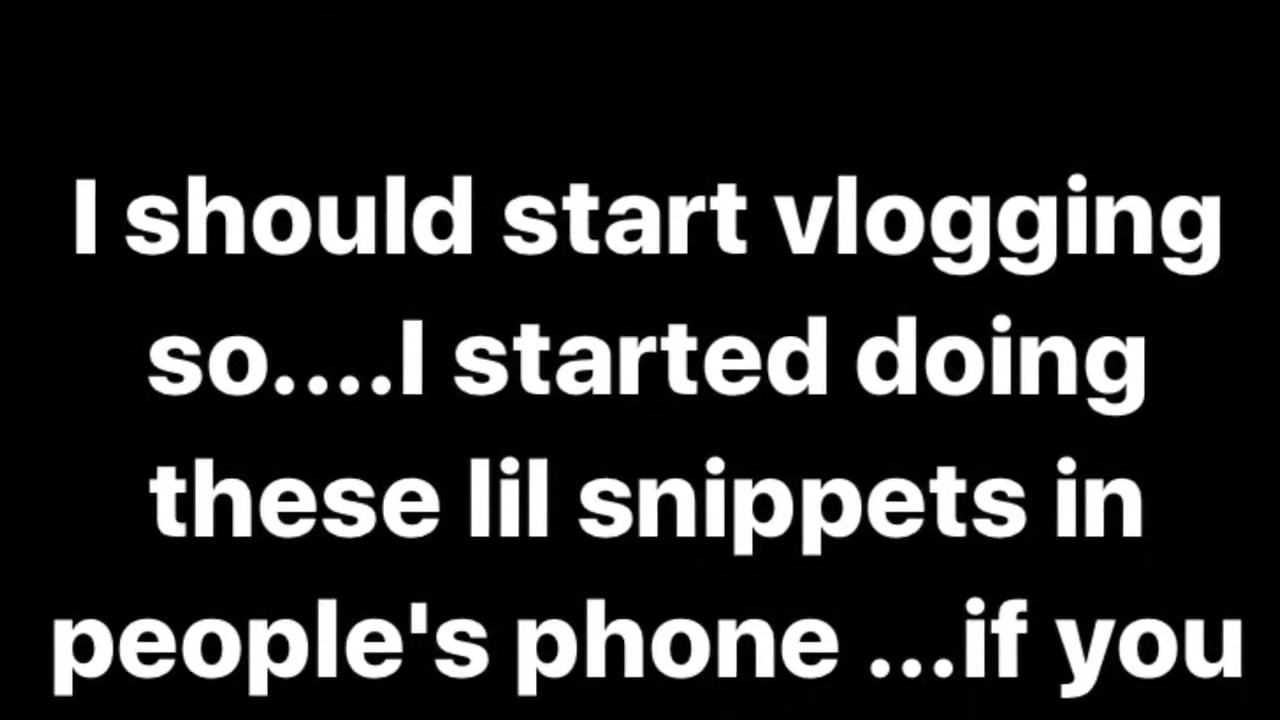 I should start vlogging
so....I started doing
these lil snippets in
people's phone ...if you